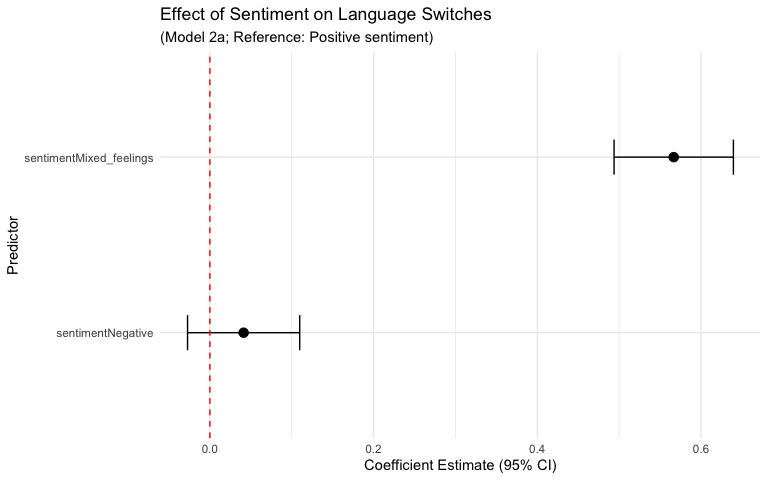 Effect of Sentiment on Language Switches
(Model 2a; Reference: Positive sentiment)
Predictor
sentimentMixed_feelings
sentimentNegative
0.0
0.2
0.4
0.6
Coefficient Estimate (95% CI)